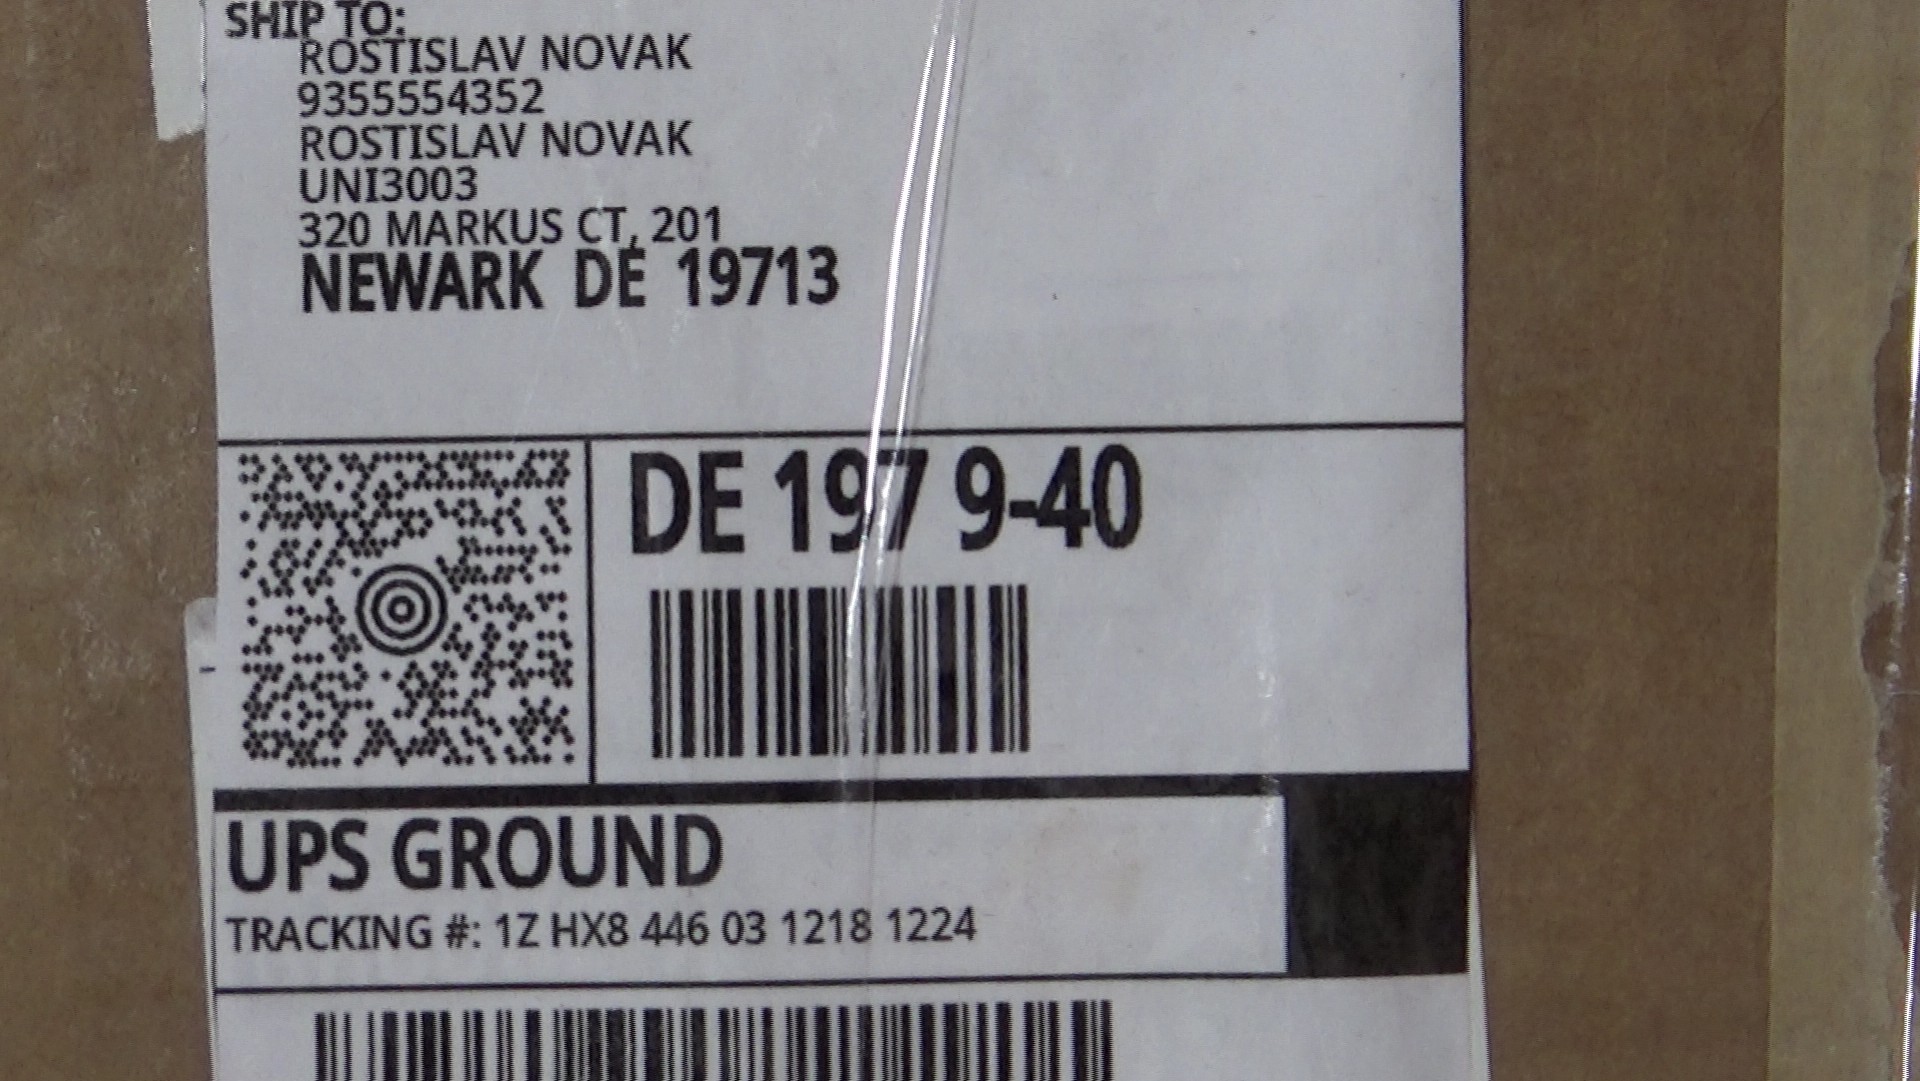 SHIP TO:
ROSTISLAV NOVAK
9355554352
ROSTISLAV NOVAK
UNI3003
320 MARKUS CT, 201
NEWARK DE 19713
DE 197 9-40
UPS GROUND
TRACKING #: 1Z HX8 446 03 1218 1224